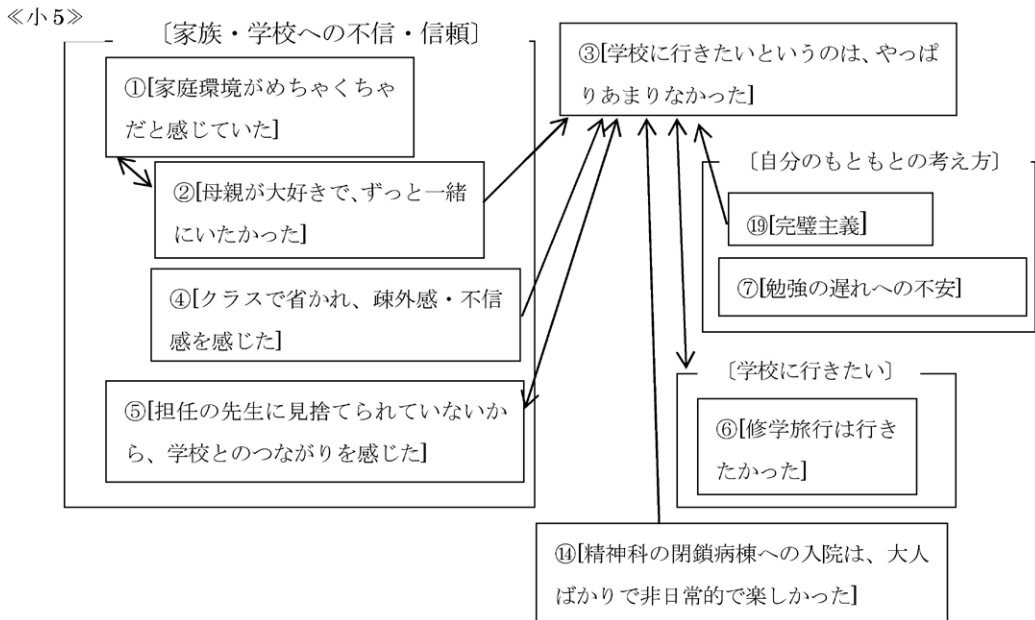 ≪小5≫
〔家族・学校への不信・信頼〕
①[家庭環境がめちゃくちゃ
だと感じていた]
②[母親が大好きで、ずっと一緒
にいたかった]
④[クラスで省かれ、疎外感・不信
感を感じた]
⑤[担任の先生に見捨てられていないか
ら、学校とのつながりを感じた]
③[学校に行きたいというのは、やっぱ
りあまりなかった]
〔自分のもともとの考え方〕
⑲[完璧主義]
⑦[勉強の遅れへの不安]
〔学校に行きたい〕
⑥[修学旅行は行き
たかった]
⑭[精神科の閉鎖病棟への入院は、大人
ばかりで非日常的で楽しかった]